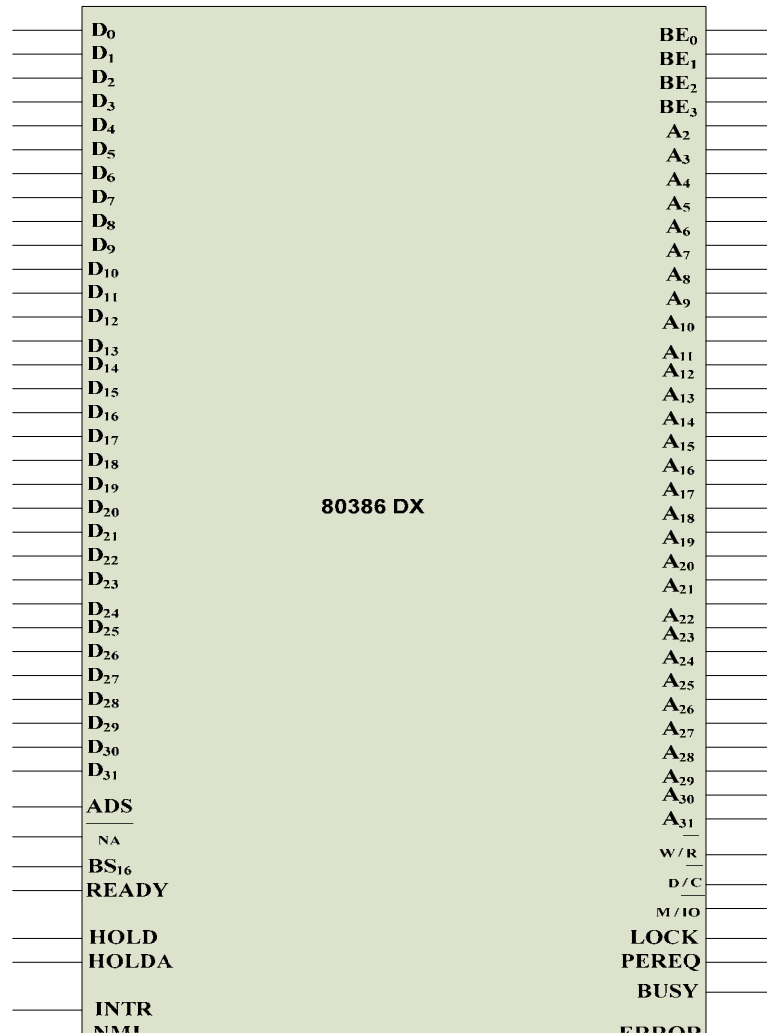 D₀
D₁
D₂
D₃
D₄
D₅
D₆
D₇
D₈
D₉
D₁₀
D₁₁
D₁₂
D₁₃
D₁₄
D₁₅
D₁₆
D₁₇
D₁₈
D₁₉
D₂₀
D₂₁
D₂₂
D₂₃
D₂₄
D₂₅
D₂₆
D₂₇
D₂₈
D₂₉
D₃₀
D₃₁
ADS
NA
BS₁₆
READY
HOLD
HOLDA
INTR
NMI
80386 DX
BE₀
BE₁
BE₂
BE₃
A₂
A₃
A₄
A₅
A₆
A₇
A₈
A₉
A₁₀
A₁₁
A₁₂
A₁₃
A₁₄
A₁₅
A₁₆
A₁₇
A₁₈
A₁₉
A₂₀
A₂₁
A₂₂
A₂₃
A₂₄
A₂₅
A₂₆
A₂₇
A₂₈
A₂₉
A₃₀
A₃₁
W / R
D / C
M / IO
LOCK
PEREQ
BUSY
ERROR